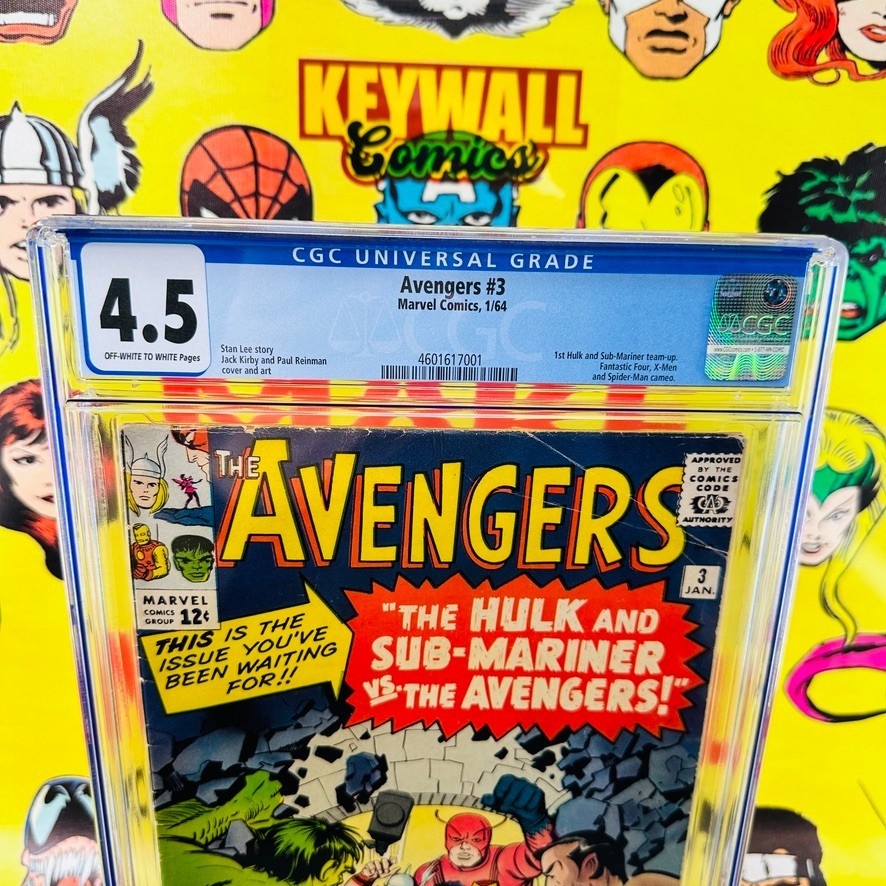 KEYWALL
Comics
CGC UNIVERSAL GRADE
4.5
OFF-WHITE TO WHITE Pages
Avengers #3
Marvel Comics, 1/64
Stan Lee story
Jack Kirby and Paul Reinman
cover and art
4601617001
1st Hulk and Sub-Mariner team-up.
Fantastic Four, X-Men
and Spider-Man cameo.
CGC
CGC
MAKE
THE
AVENGERS
APPROVED
BY THE
COMICS
CODE
AUTHORITY
3
JAN.
MARVEL
COMICS
GROUP
12¢
THIS IS THE
ISSUE YOU'VE
BEEN WAITING
FOR!!
"THE HULK AND
SUB-MARINER
VS. THE AVENGERS!"